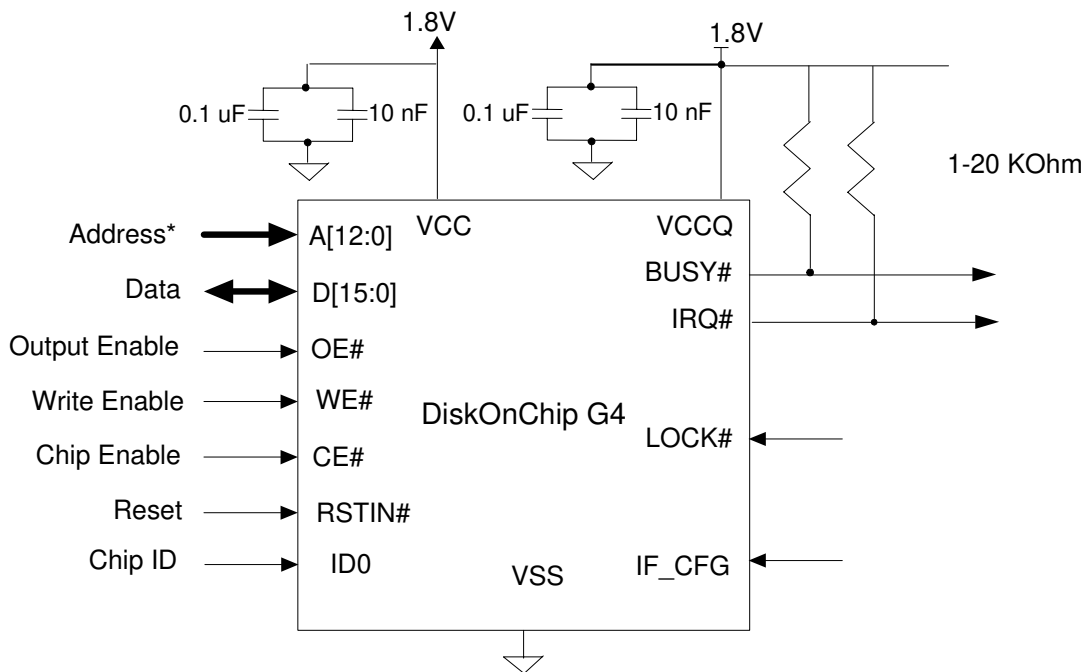 1.8V
1.8V
0.1 uF
10 nF
0.1 uF
10 nF
1-20 KOhm
VCC
VCCQ
Address*
A[12:0]
BUSY#
Data
D[15:0]
IRQ#
Output Enable
OE#
Write Enable
WE#
DiskOnChip G4
LOCK#
Chip Enable
CE#
Reset
RSTIN#
Chip ID
ID0
VSS
IF_CFG